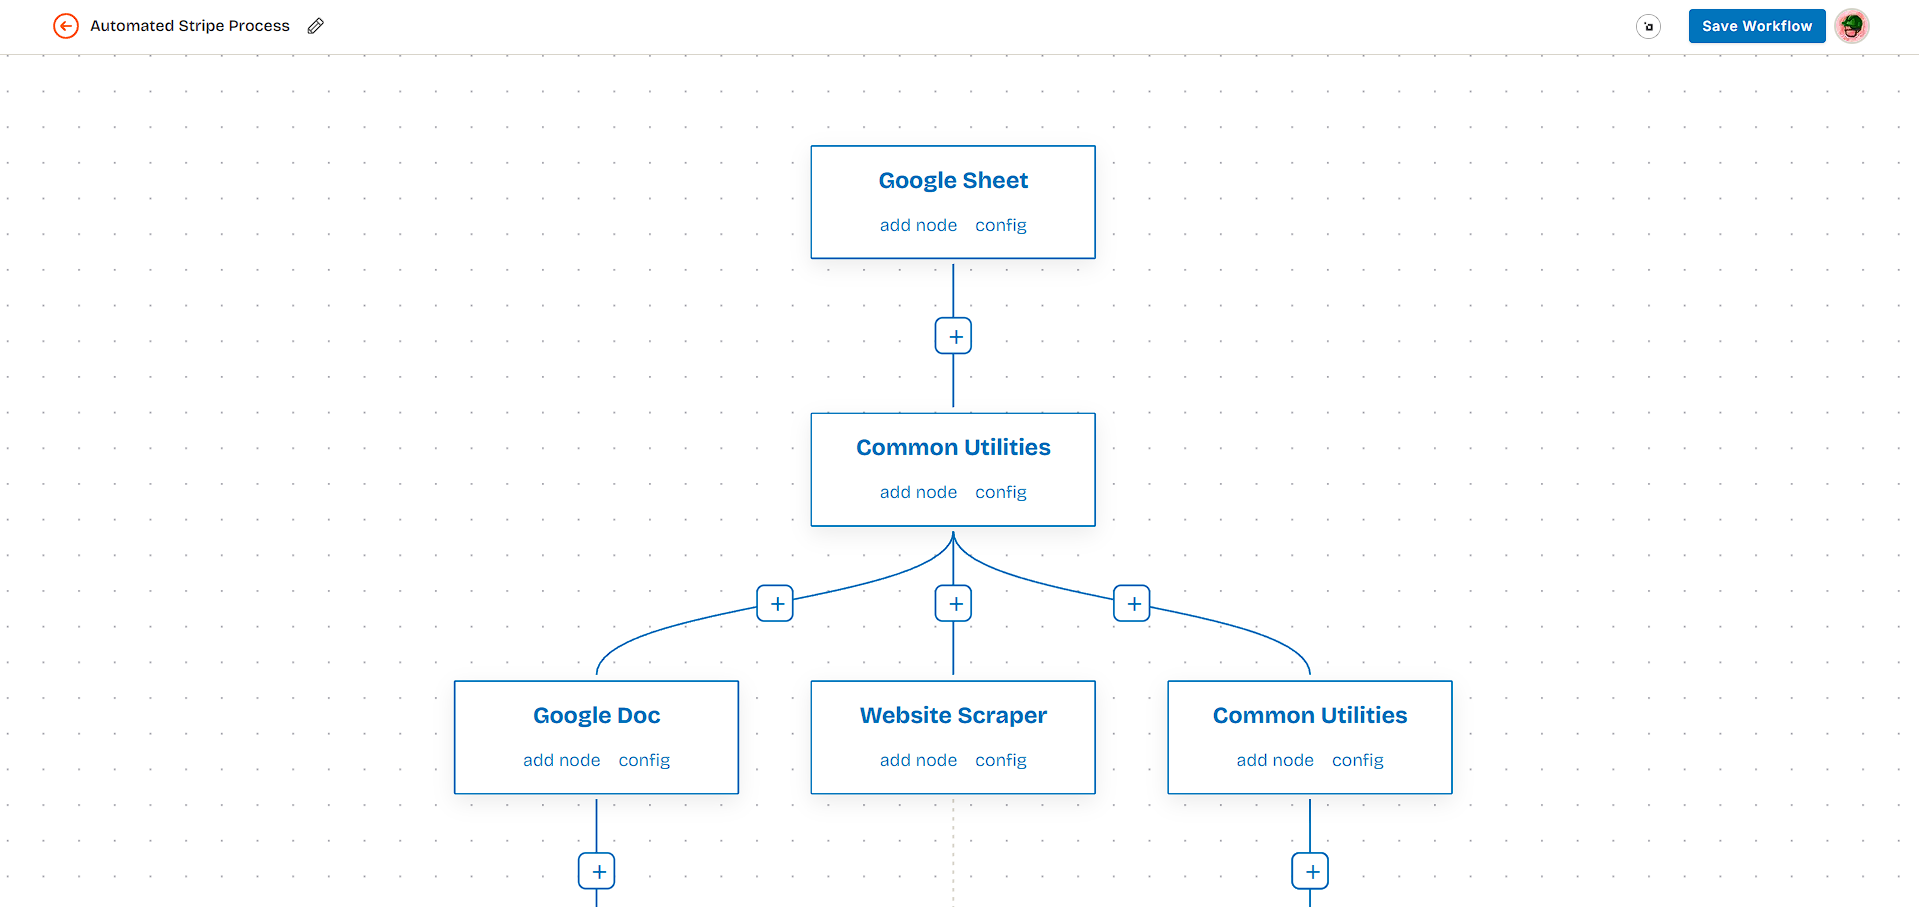 Automated Stripe Process
Save Workflow
Google Sheet
add node config
+
Common Utilities
add node config
+ + +
Google Doc
add node config
Website Scraper
add node config
Common Utilities
add node config
+ +